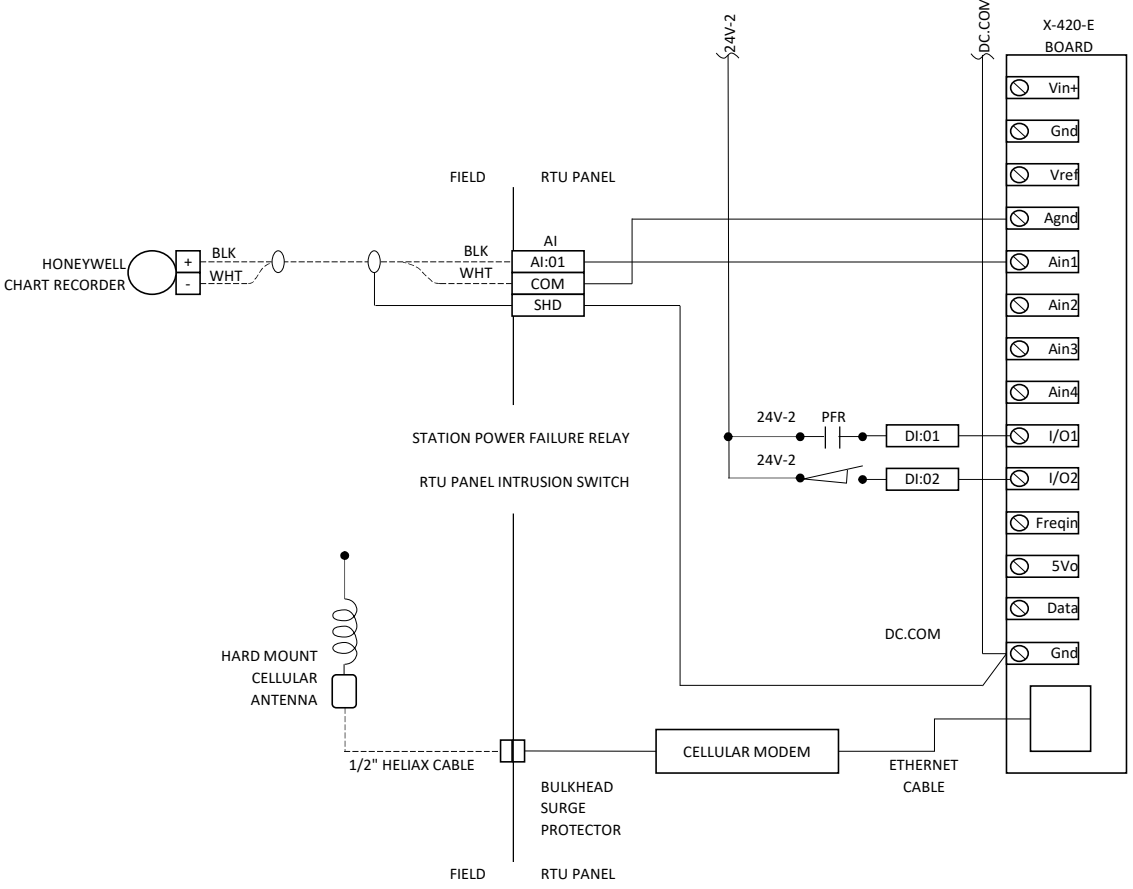 24V-2
DC.COM
X-420-E
BOARD
Vin+
Gnd
Vref
FIELD
RTU PANEL
Agnd
AI
HONEYWELL
CHART RECORDER
+
BLK
BLK
AI:01
Ain1
-
WHT
WHT
COM
SHD
Ain2
Ain3
Ain4
STATION POWER FAILURE RELAY
24V-2
PFR
DI:01
I/O1
RTU PANEL INTRUSION SWITCH
24V-2
DI:02
I/O2
Freqin
5Vo
Data
DC.COM
Gnd
HARD MOUNT
CELLULAR
ANTENNA
1/2" HELIAX CABLE
CELLULAR MODEM
ETHERNET
CABLE
BULKHEAD
SURGE
PROTECTOR
FIELD
RTU PANEL